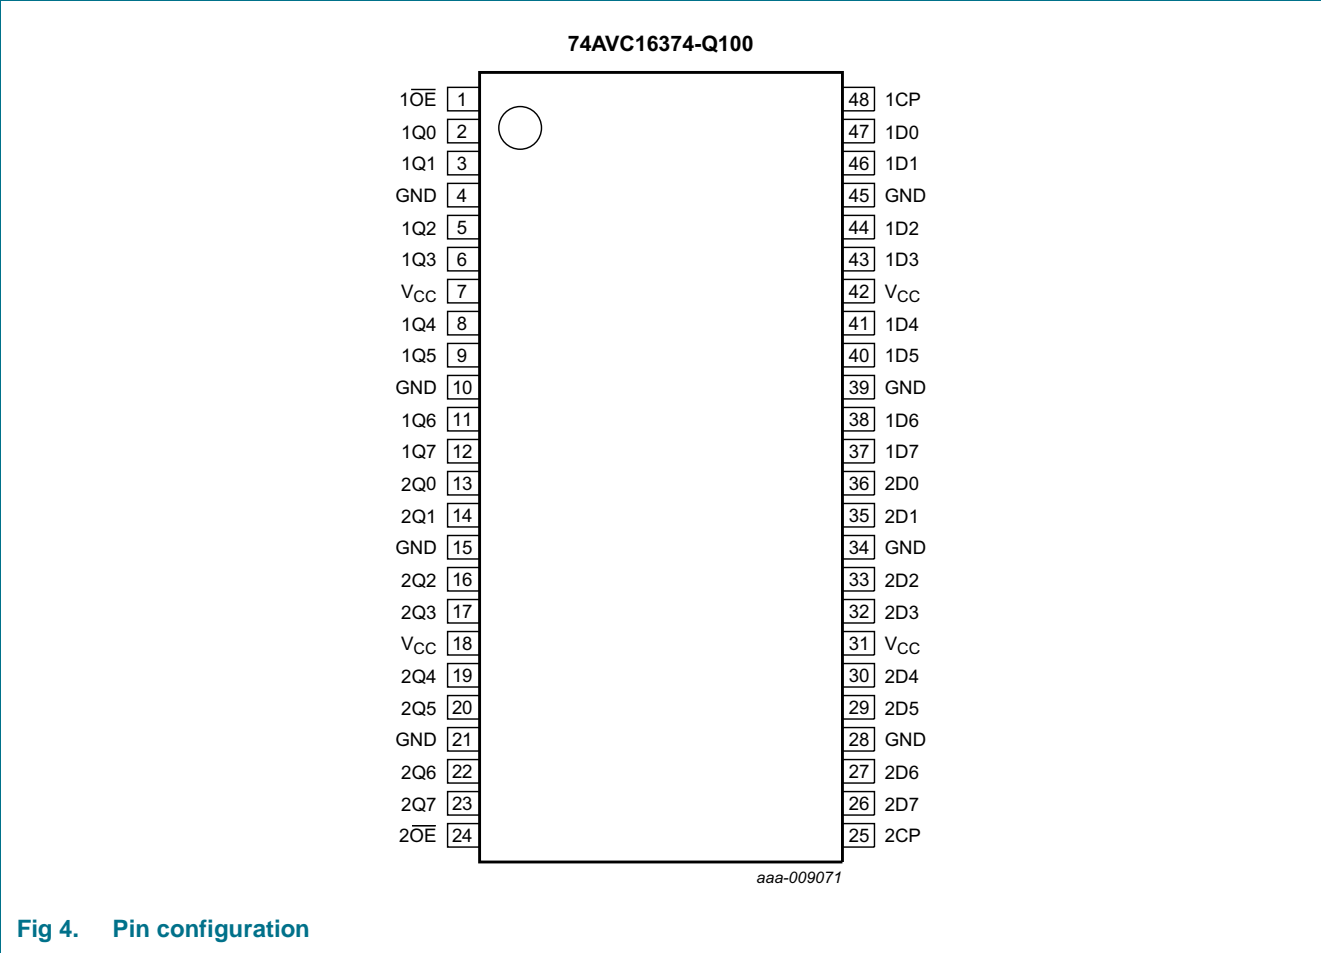 74AVC16374-Q100
1O̅E̅ 1 48 1CP
1Q0 2 47 1D0
1Q1 3 46 1D1
GND 4 45 GND
1Q2 5 44 1D2
1Q3 6 43 1D3
VCC 7 42 VCC
1Q4 8 41 1D4
1Q5 9 40 1D5
GND 10 39 GND
1Q6 11 38 1D6
1Q7 12 37 1D7
2Q0 13 36 2D0
2Q1 14 35 2D1
GND 15 34 GND
2Q2 16 33 2D2
2Q3 17 32 2D3
VCC 18 31 VCC
2Q4 19 30 2D4
2Q5 20 29 2D5
GND 21 28 GND
2Q6 22 27 2D6
2Q7 23 26 2D7
2O̅E̅ 24 25 2CP
aaa-009071
Fig 4. Pin configuration